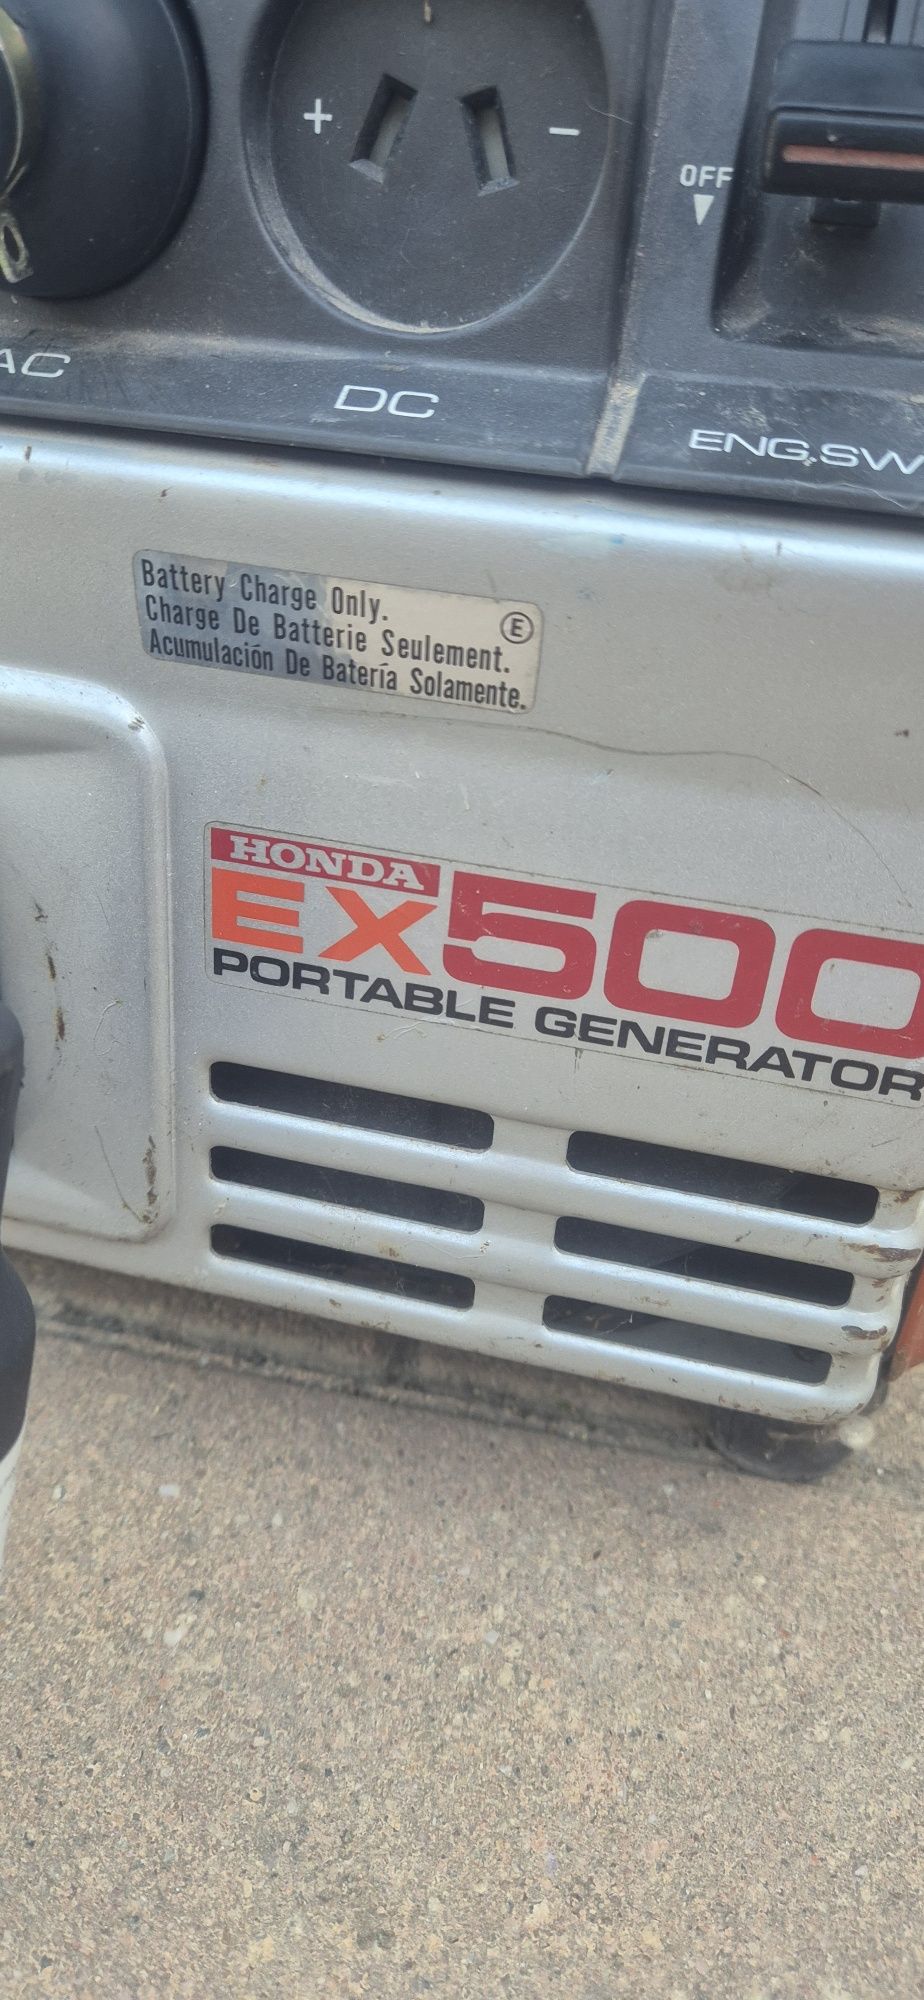 + −
OFF
AC
DC
ENG.SW
Battery Charge Only.
Charge De Batterie Seulement.
Acumulación De Batería Solamente.
E
HONDA
EX500
PORTABLE GENERATOR